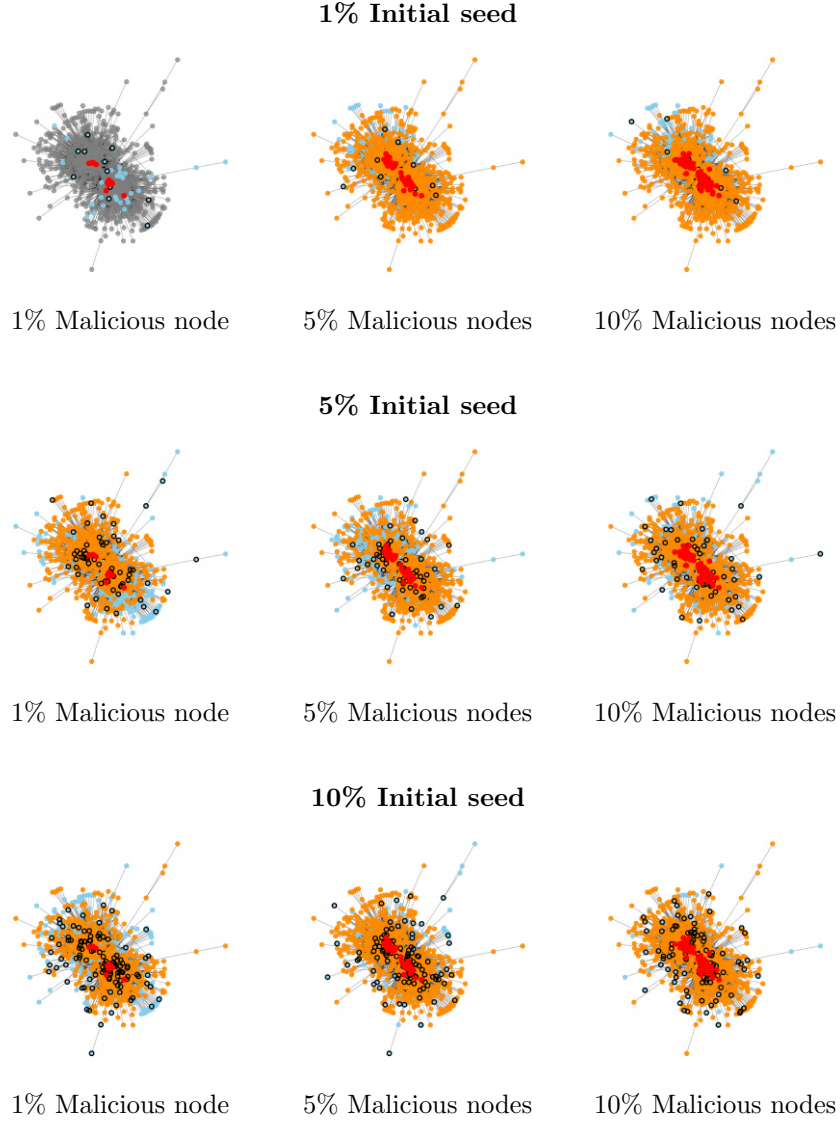 1% Initial seed
1% Malicious node 5% Malicious nodes 10% Malicious nodes
5% Initial seed
1% Malicious node 5% Malicious nodes 10% Malicious nodes
10% Initial seed
1% Malicious node 5% Malicious nodes 10% Malicious nodes